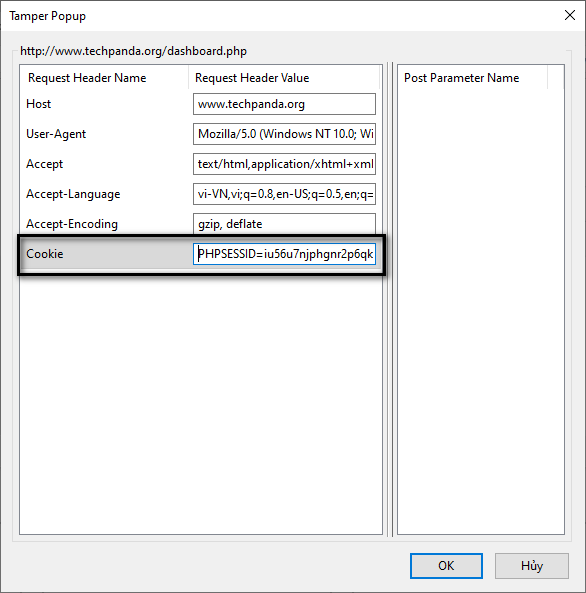 Tamper Popup
http://www.techpanda.org/dashboard.php
Request Header Name Request Header Value Post Parameter Name
Host www.techpanda.org
User-Agent Mozilla/5.0 (Windows NT 10.0; Wi
Accept text/html,application/xhtml+xml
Accept-Language vi-VN,vi;q=0.8,en-US;q=0.5,en;q=
Accept-Encoding gzip, deflate
Cookie PHPSESSID=iu56u7njphgnr2p6qk
OK Hủy